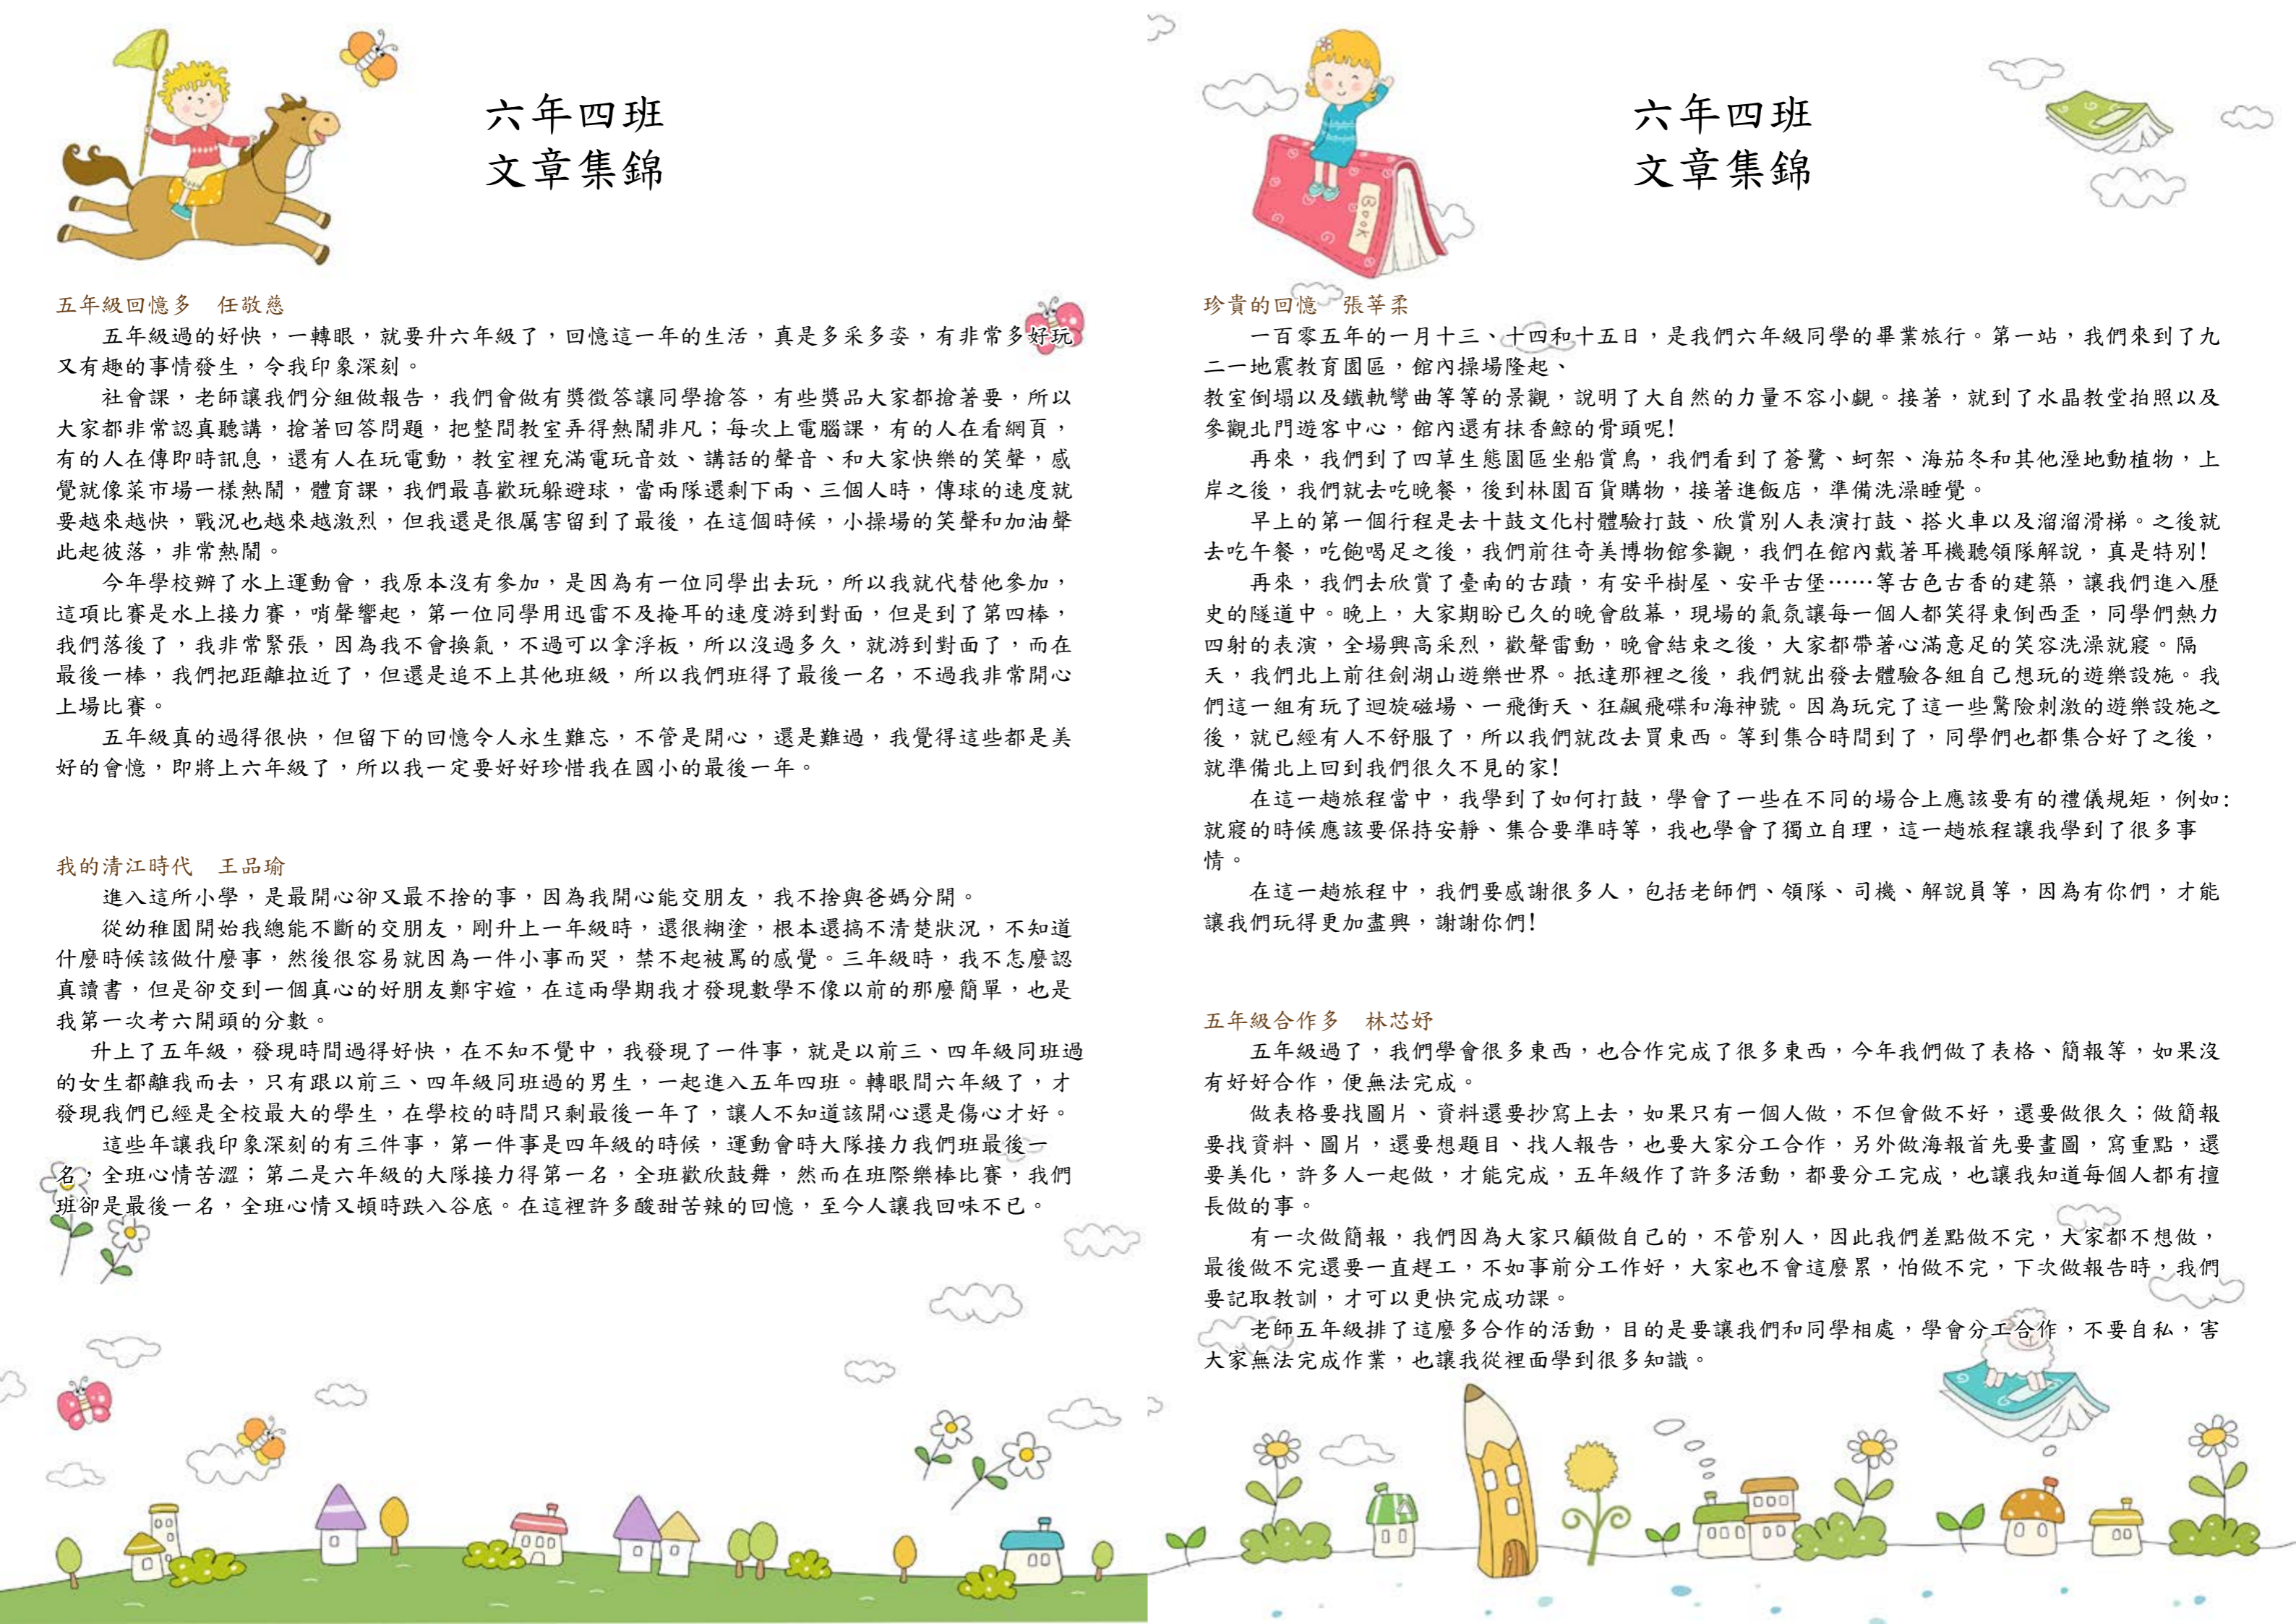 六年四班
文章集錦
五年級回憶多　任敬慈
五年級過的好快，一轉眼，就要升六年級了，回憶這一年的生活，真是多采多姿，有非常多好玩
又有趣的事情發生，令我印象深刻。
社會課，老師讓我們分組做報告，我們會做有獎徵答讓同學搶答，有些獎品大家都搶著要，所以
大家都非常認真聽講，搶著回答問題，把整間教室弄得熱鬧非凡；每次上電腦課，有的人在看網頁，
有的人在傳即時訊息，還有人在玩電動，教室裡充滿電玩音效、講話的聲音、和大家快樂的笑聲，感
覺就像菜市場一樣熱鬧，體育課，我們最喜歡玩躲避球，當兩隊還剩下兩、三個人時，傳球的速度就
要越來越快，戰況也越來越激烈，但我還是很厲害留到了最後，在這個時候，小操場的笑聲和加油聲
此起彼落，非常熱鬧。
今年學校辦了水上運動會，我原本沒有參加，是因為有一位同學出去玩，所以我就代替他參加，
這項比賽是水上接力賽，哨聲響起，第一位同學用迅雷不及掩耳的速度游到對面，但是到了第四棒，
我們落後了，我非常緊張，因為我不會換氣，不過可以拿浮板，所以沒過多久，就游到對面了，而在
最後一棒，我們把距離拉近了，但還是追不上其他班級，所以我們班得了最後一名，不過我非常開心
上場比賽。
五年級真的過得很快，但留下的回憶令人永生難忘，不管是開心，還是難過，我覺得這些都是美
好的會憶，即將上六年級了，所以我一定要好好珍惜我在國小的最後一年。
我的清江時代　王品瑜
進入這所小學，是最開心卻又最不捨的事，因為我開心能交朋友，我不捨與爸媽分開。
從幼稚園開始我總能不斷的交朋友，剛升上一年級時，還很糊塗，根本還搞不清楚狀況，不知道
什麼時候該做什麼事，然後很容易就因為一件小事而哭，禁不起被罵的感覺。三年級時，我不怎麼認
真讀書，但是卻交到一個真心的好朋友鄭宇媗，在這兩學期我才發現數學不像以前的那麼簡單，也是
我第一次考六開頭的分數。
升上了五年級，發現時間過得好快，在不知不覺中，我發現了一件事，就是以前三、四年級同班過
的女生都離我而去，只有跟以前三、四年級同班過的男生，一起進入五年四班。轉眼間六年級了，才
發現我們已經是全校最大的學生，在學校的時間只剩最後一年了，讓人不知道該開心還是傷心才好。
這些年讓我印象深刻的有三件事，第一件事是四年級的時候，運動會時大隊接力我們班最後一
名，全班心情苦澀；第二是六年級的大隊接力得第一名，全班歡欣鼓舞，然而在班際樂棒比賽，我們
班卻是最後一名，全班心情又頓時跌入谷底。在這裡許多酸甜苦辣的回憶，至今人讓我回味不已。
六年四班
文章集錦
珍貴的回憶　張莘柔
一百零五年的一月十三、十四和十五日，是我們六年級同學的畢業旅行。第一站，我們來到了九
二一地震教育園區，館內操場隆起、
教室倒塌以及鐵軌彎曲等等的景觀，說明了大自然的力量不容小覷。接著，就到了水晶教堂拍照以及
參觀北門遊客中心，館內還有抹香鯨的骨頭呢!
再來，我們到了四草生態園區坐船賞鳥，我們看到了蒼鷺、蚵架、海茄冬和其他溼地動植物，上
岸之後，我們就去吃晚餐，後到林園百貨購物，接著進飯店，準備洗澡睡覺。
早上的第一個行程是去十鼓文化村體驗打鼓、欣賞別人表演打鼓、搭火車以及溜溜滑梯。之後就
去吃午餐，吃飽喝足之後，我們前往奇美博物館參觀，我們在館內戴著耳機聽領隊解說，真是特別!
再來，我們去欣賞了臺南的古蹟，有安平樹屋、安平古堡……等古色古香的建築，讓我們進入歷
史的隧道中。晚上，大家期盼已久的晚會啟幕，現場的氣氛讓每一個人都笑得東倒西歪，同學們熱力
四射的表演，全場興高采烈，歡聲雷動，晚會結束之後，大家都帶著心滿意足的笑容洗澡就寢。隔
天，我們北上前往劍湖山遊樂世界。抵達那裡之後，我們就出發去體驗各組自己想玩的遊樂設施。我
們這一組有玩了迴旋磁場、一飛衝天、狂飆飛碟和海神號。因為玩完了這一些驚險刺激的遊樂設施之
後，就已經有人不舒服了，所以我們就改去買東西。等到集合時間到了，同學們也都集合好了之後，
就準備北上回到我們很久不見的家!
在這一趟旅程當中，我學到了如何打鼓，學會了一些在不同的場合上應該要有的禮儀規矩，例如:
就寢的時候應該要保持安靜、集合要準時等，我也學會了獨立自理，這一趟旅程讓我學到了很多事
情。
在這一趟旅程中，我們要感謝很多人，包括老師們、領隊、司機、解說員等，因為有你們，才能
讓我們玩得更加盡興，謝謝你們!
五年級合作多　林芯妤
五年級過了，我們學會很多東西，也合作完成了很多東西，今年我們做了表格、簡報等，如果沒
有好好合作，便無法完成。
做表格要找圖片、資料還要抄寫上去，如果只有一個人做，不但會做不好，還要做很久；做簡報
要找資料、圖片，還要想題目、找人報告，也要大家分工合作，另外做海報首先要畫圖，寫重點，還
要美化，許多人一起做，才能完成，五年級作了許多活動，都要分工完成，也讓我知道每個人都有擅
長做的事。
有一次做簡報，我們因為大家只顧做自己的，不管別人，因此我們差點做不完，大家都不想做，
最後做不完還要一直趕工，不如事前分工作好，大家也不會這麼累，怕做不完，下次做報告時，我們
要記取教訓，才可以更快完成功課。
老師五年級排了這麼多合作的活動，目的是要讓我們和同學相處，學會分工合作，不要自私，害
大家無法完成作業，也讓我從裡面學到很多知識。
Book